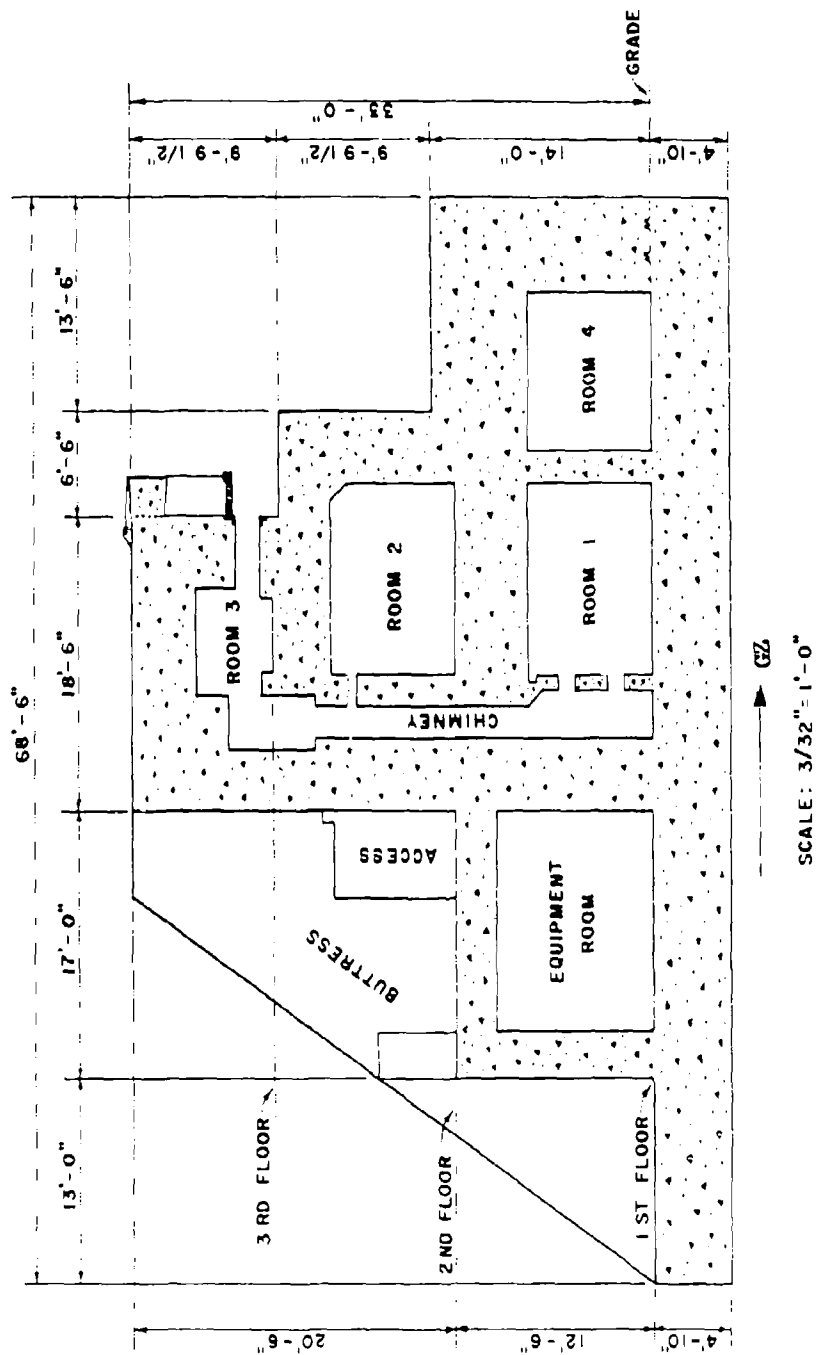 68'-6"
13'-0"
17'-0"
18'-6"
6'-6"
13'-6"
20'-6"
12'-6"
4'-10"
9'-9 1/2"
9'-9 1/2"
14'-0"
4'-10"
33'-0"
GRADE
3 RD FLOOR
2 ND FLOOR
1 ST FLOOR
BUTTRESS
ACCESS
EQUIPMENT
ROOM
CHIMNEY
ROOM 3
ROOM 2
ROOM 1
ROOM 4
GZ
SCALE: 3/32"=1'-0"